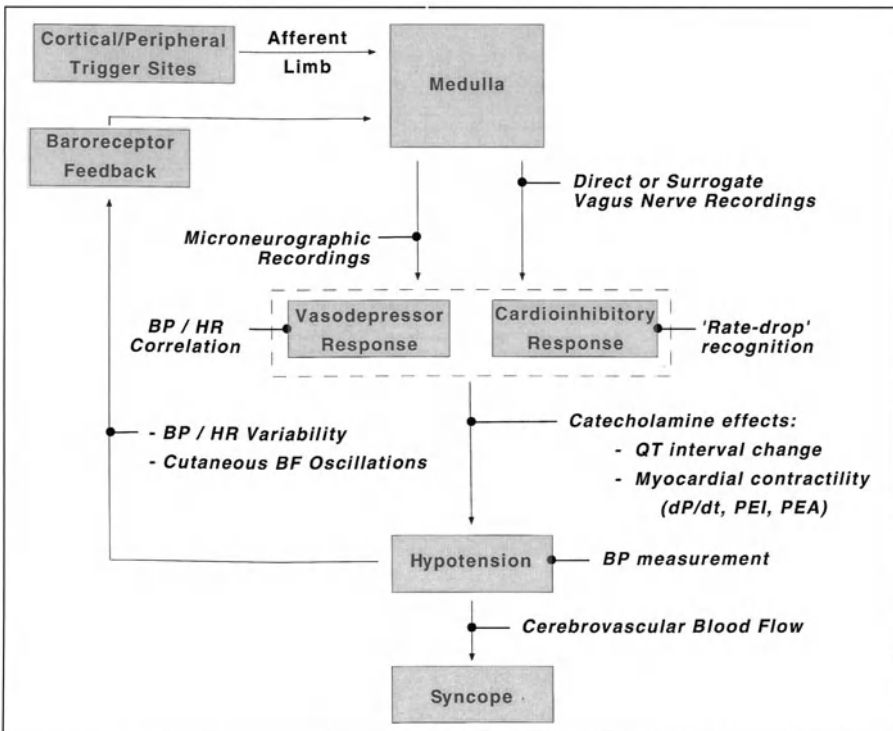 Cortical/Peripheral
Trigger Sites
Afferent
Limb
Medulla
Baroreceptor
Feedback
Direct or Surrogate
Vagus Nerve Recordings
Microneurographic
Recordings
BP / HR
Correlation
Vasodepressor
Response
Cardioinhibitory
Response
'Rate-drop'
recognition
- BP / HR Variability
- Cutaneous BF Oscillations
Catecholamine effects:
- QT interval change
- Myocardial contractility
(dP/dt, PEI, PEA)
Hypotension
BP measurement
Cerebrovascular Blood Flow
Syncope